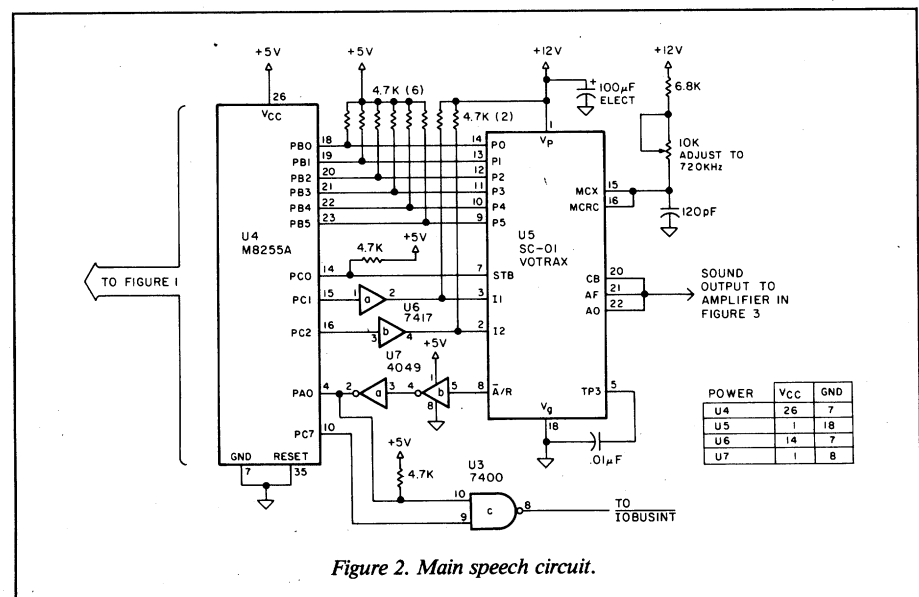 +5V
+5V
+12V
+12V
26
VCC
4.7K (6)
4.7K (2)
+
100µF
ELECT
6.8K
1
VP
10K
ADJUST TO
720KHz
PB0 18
14 P0
PB1 19
13 P1
PB2 20
12 P2
PB3 21
11 P3
PB4 22
10 P4
PB5 23
9 P5
MCX 15
MCRC 16
120pF
U4
M8255A
U5
SC-01
VOTRAX
4.7K
+5V
TO FIGURE 1
PC0 14
7 STB
PC1 15
1 a 2
3 I1
U6
7417
PC2 16
3 b 4
2 I2
CB 20
AF 21
AO 22
SOUND
OUTPUT TO
AMPLIFIER IN
FIGURE 3
U7
4049
+5V
PA0 4
2 a 3
4 1 b 8 5
8 A̅/R
TP3 5
PC7 10
Vg
18
.01µF
GND RESET
7 35
+5V
4.7K
U3
7400
10
9
c
8
TO
I̅O̅B̅U̅S̅I̅N̅T̅
POWER VCC GND
U4 26 7
U5 1 18
U6 14 7
U7 1 8
Figure 2. Main speech circuit.